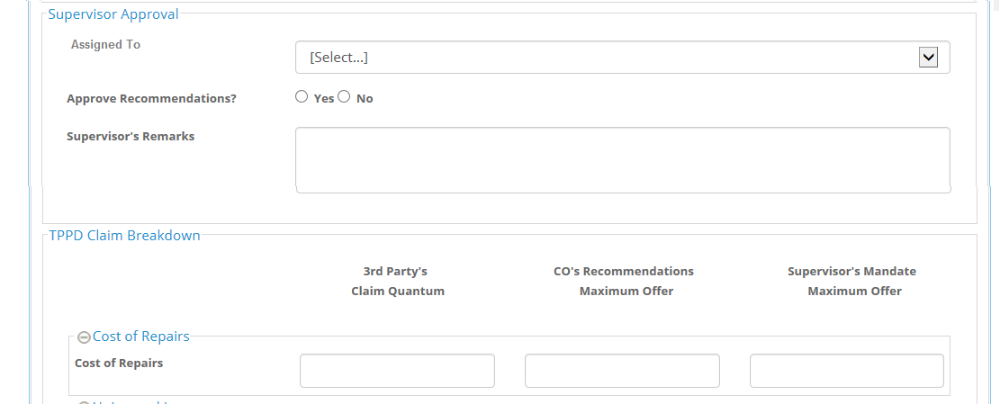 Supervisor Approval
Assigned To
[Select...]
Approve Recommendations?
Yes No
Supervisor's Remarks
TPPD Claim Breakdown
3rd Party's CO's Recommendations Supervisor's Mandate
Claim Quantum Maximum Offer Maximum Offer
Cost of Repairs
Cost of Repairs